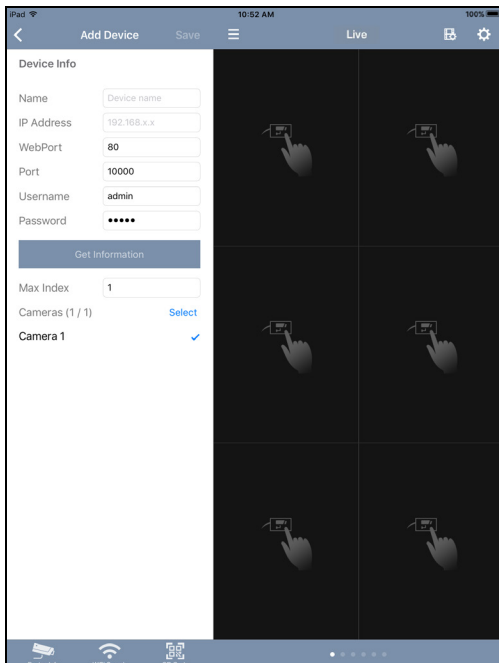 iPad 10:52 AM 100%
Add Device Save Live
Device Info
Name Device name
IP Address 192.168.x.x
WebPort 80
Port 10000
Username admin
Password •••••
Get Information
Max Index 1
Cameras (1 / 1) Select
Camera 1